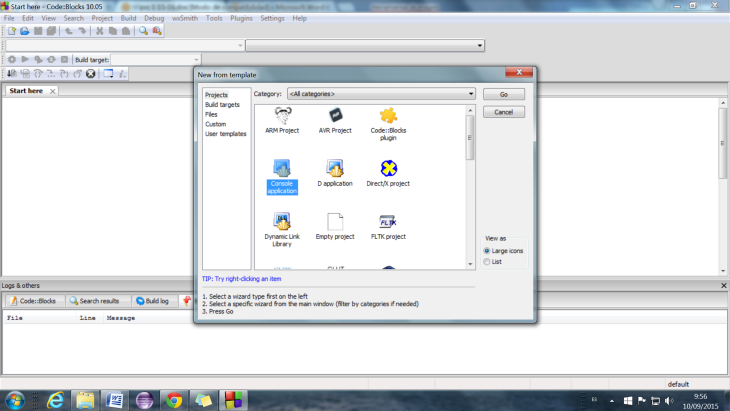 Start here - Code::Blocks 10.05
File Edit View Search Project Build Debug wxSmith Tools Plugins Settings Help
Build target:
Start here
New from template
Projects
Build targets
Files
Custom
User templates
Category: <All categories>
Go
Cancel
ARM Project AVR Project Code::Blocks
plugin
Console
application
D application Direct/X project
Dynamic Link
Library
Empty project FLTK project
FLTK
View as
Large icons
List
TIP: Try right-clicking an item
1. Select a wizard type first on the left
2. Select a specific wizard from the main window (filter by categories if needed)
3. Press Go
Logs & others
Code::Blocks Search results Build log
File Line Message
default
ES
9:56
10/09/2015